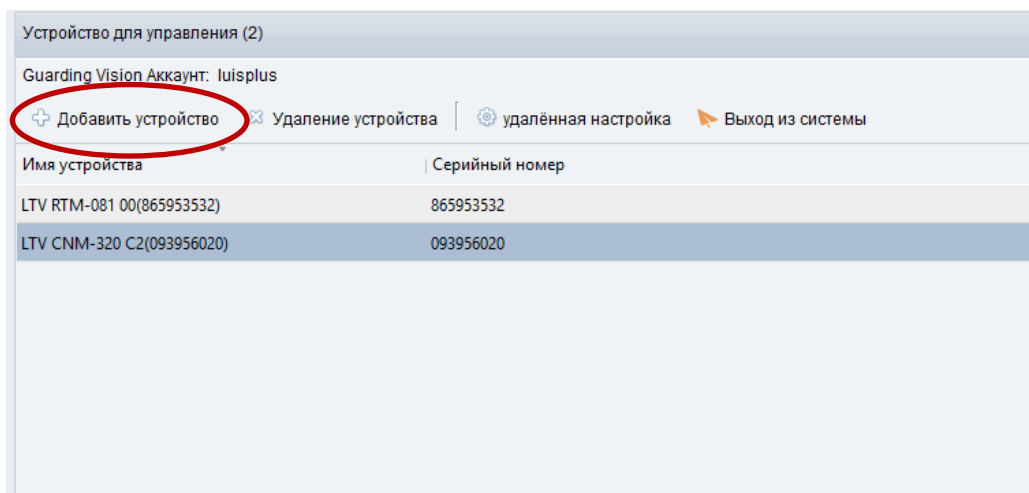 Устройство для управления (2)
Guarding Vision Аккаунт: luisplus
Добавить устройство Удаление устройства удалённая настройка Выход из системы
Имя устройства Серийный номер
LTV RTM-081 00(865953532) 865953532
LTV CNM-320 C2(093956020) 093956020